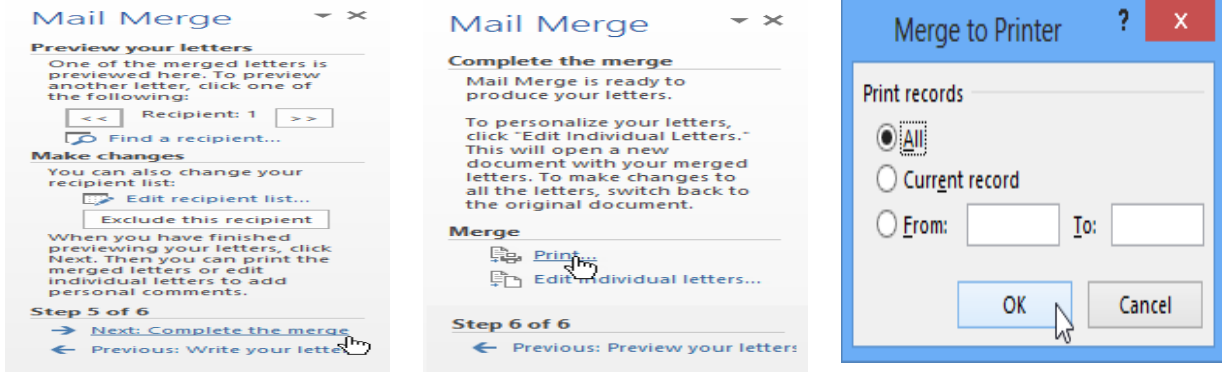 Mail Merge
Preview your letters
One of the merged letters is
previewed here. To preview
another letter, click one of
the following:
<< Recipient: 1 >>
Find a recipient...
Make changes
You can also change your
recipient list:
Edit recipient list...
Exclude this recipient
When you have finished
previewing your letters, click
Next. Then you can print the
merged letters or edit
individual letters to add
personal comments.
Step 5 of 6
Next: Complete the merge
Previous: Write your
Mail Merge
Complete the merge
Mail Merge is ready to
produce your letters.
To personalize your letters,
click "Edit Individual Letters."
This will open a new
document with your merged
letters. To make changes to
all the letters, switch back to
the original document.
Merge
Print...
Edit individual letters...
Step 6 of 6
Previous: Preview your letters
Merge to Printer ? X
Print records
All
Current record
From: To:
OK Cancel